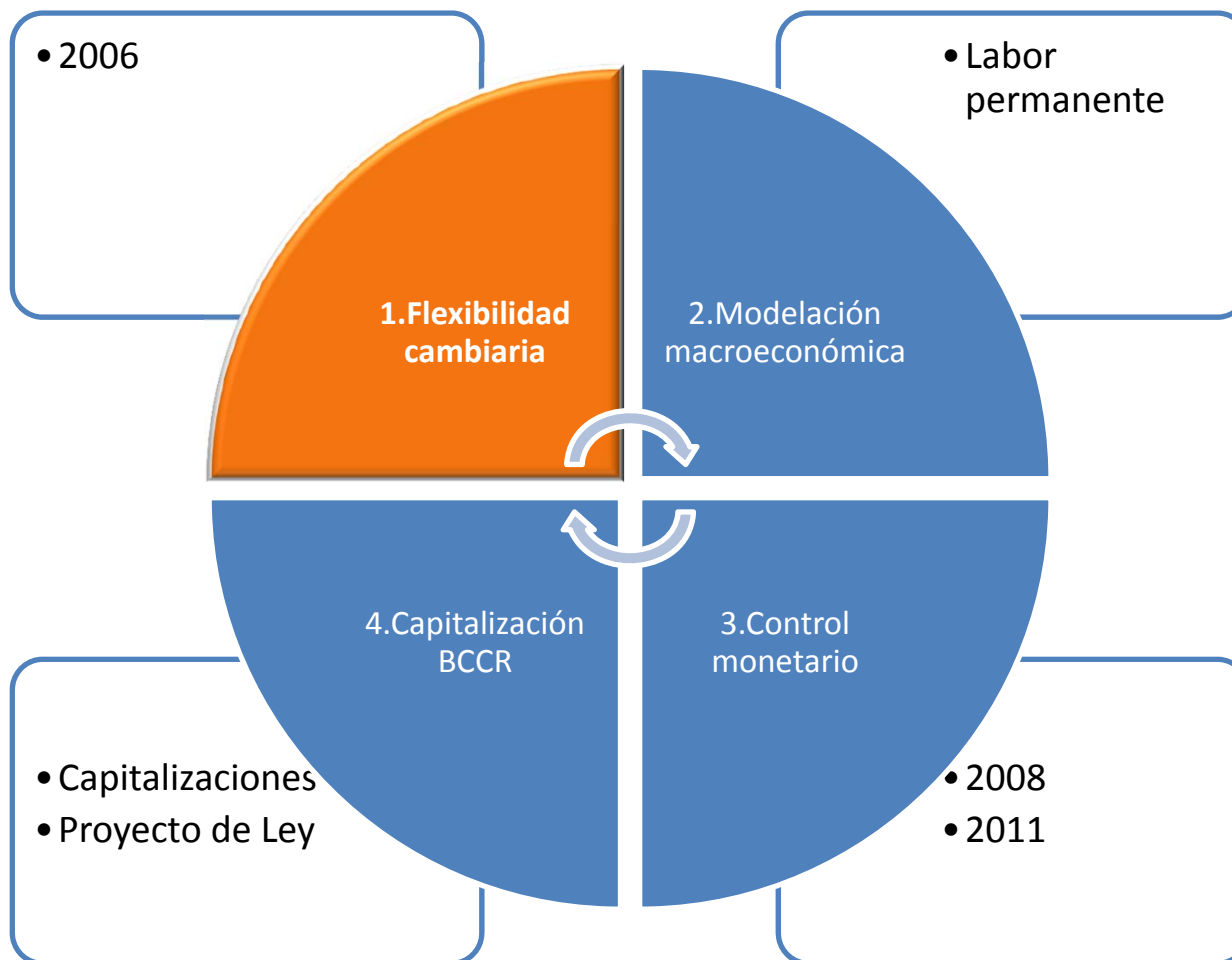 • 2006
• Labor
permanente
1.Flexibilidad
cambiaria
2.Modelación
macroeconómica
4.Capitalización
BCCR
3.Control
monetario
• Capitalizaciones
• Proyecto de Ley
• 2008
• 2011